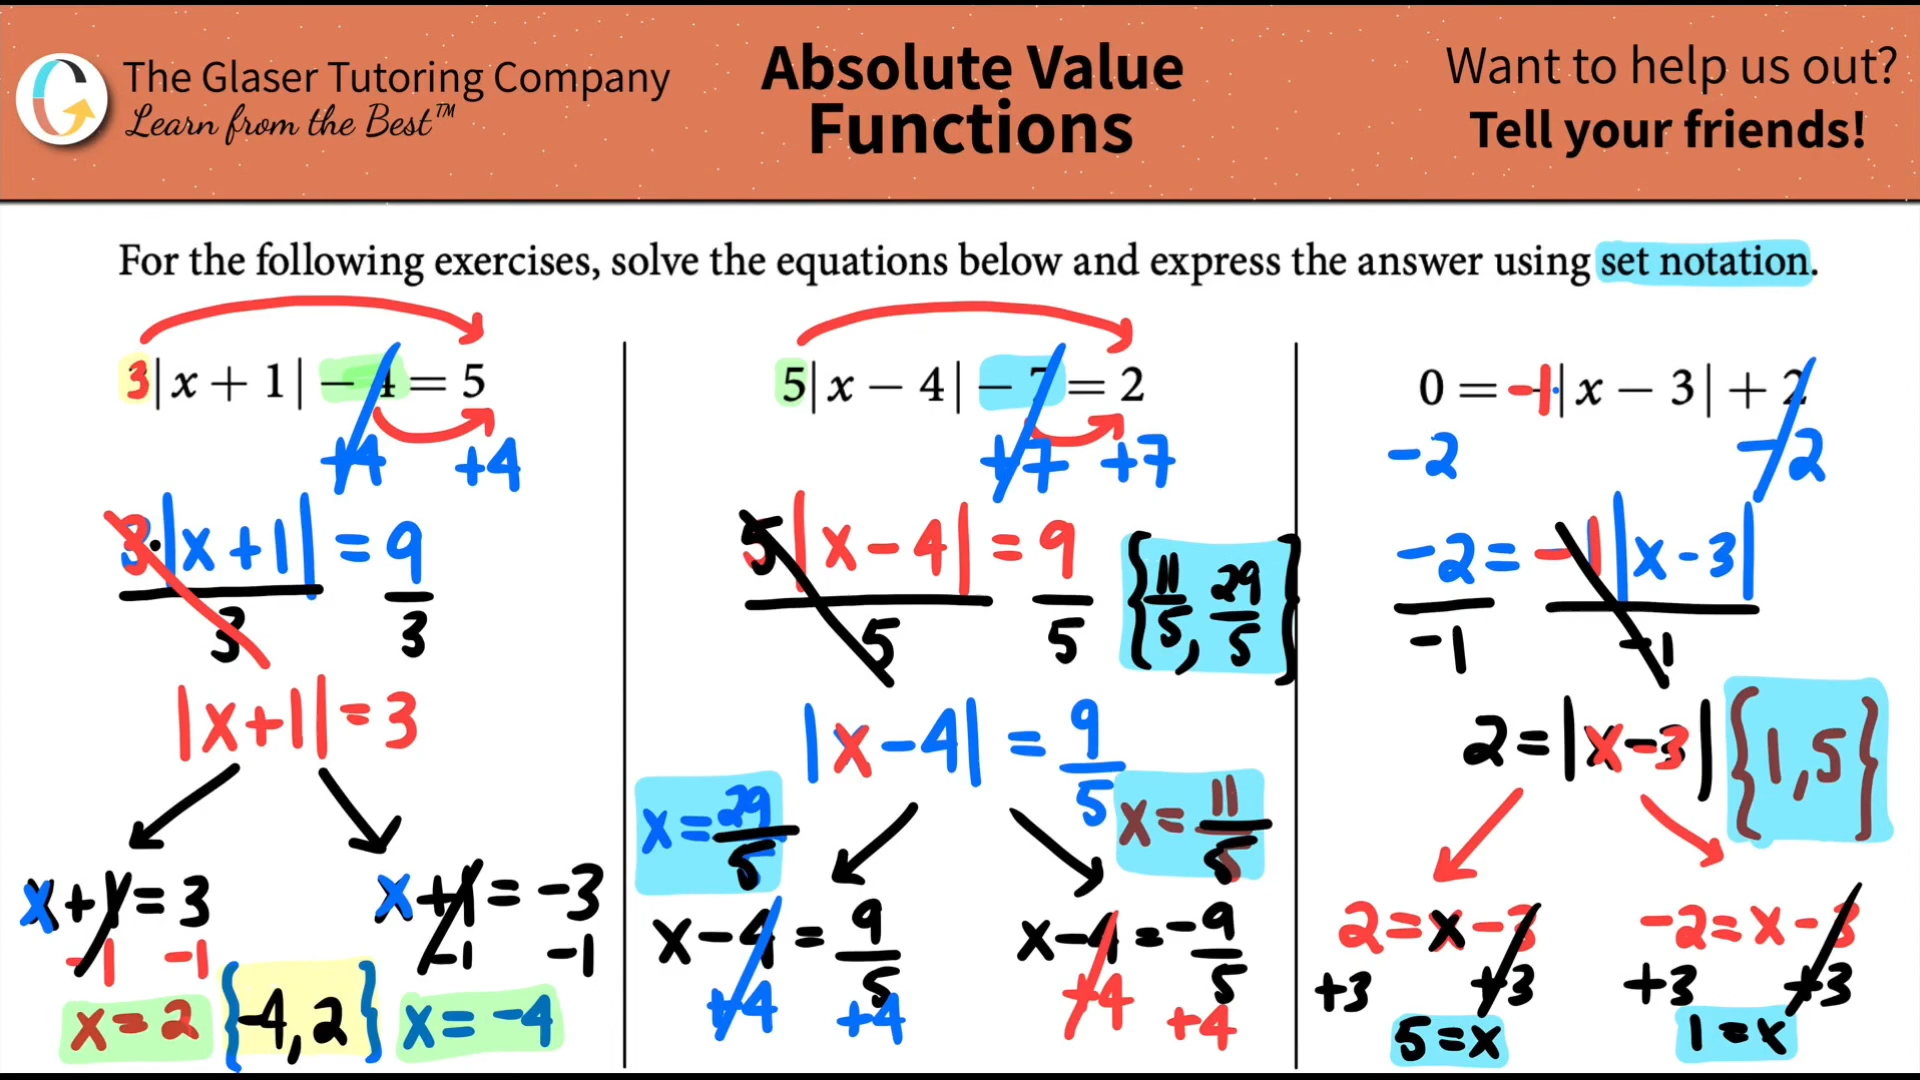 The Glaser Tutoring Company
Learn from the Best™
Absolute Value
Functions
Want to help us out?
Tell your friends!
For the following exercises, solve the equations below and express the answer using set notation.
3|x + 1| − 4 = 5
+4 +4
3·|x+1| = 9
3 3
|x+1| = 3
x+1 = 3
-1 -1
x = 2
x+1 = -3
-1 -1
x = -4
{-4, 2}
5|x − 4| − 7 = 2
+7 +7
5|x-4| = 9
5 5
{11/5, 29/5}
|x-4| = 9/5
x = 29/5
x = 11/5
x-4 = 9/5
+4 +4
x-4 = -9/5
+4 +4
0 = -1·|x − 3| + 2
-2 -2
-2 = -1|x-3|
-1 -1
2 = |x-3|
{1, 5}
2 = x-3
+3 +3
5 = x
-2 = x-3
+3 +3
1 = x